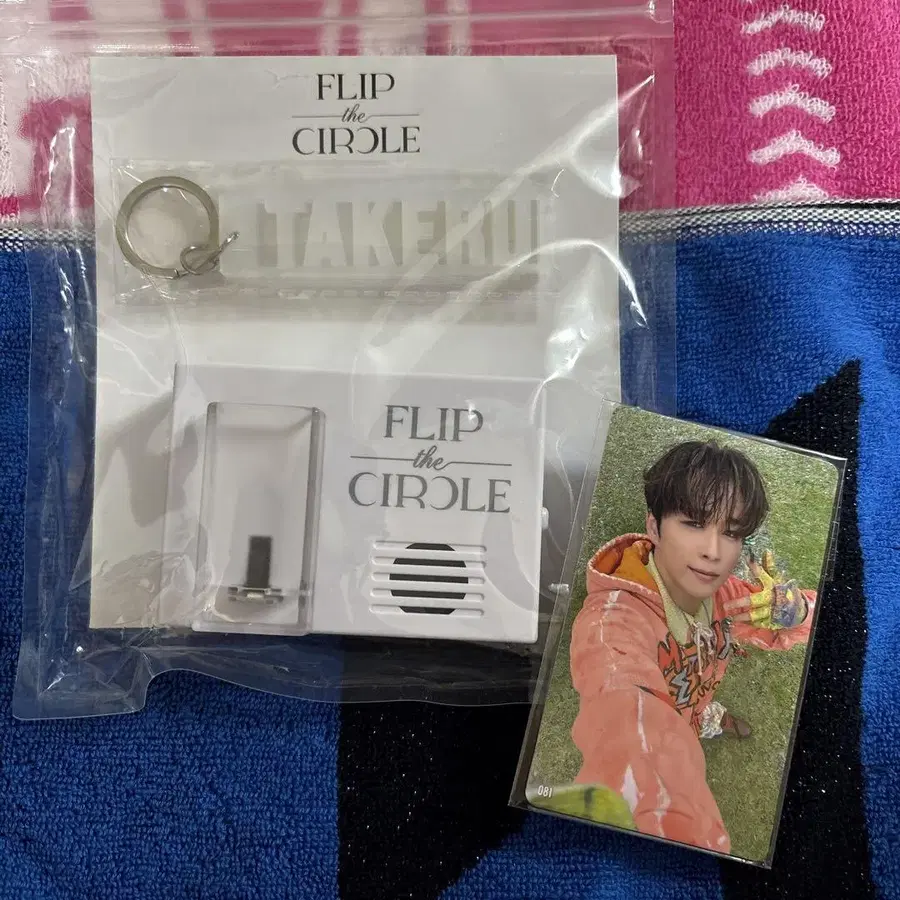 FLIP
the
CIRCLE
TAKERU
FLIP
the
CIRCLE
081